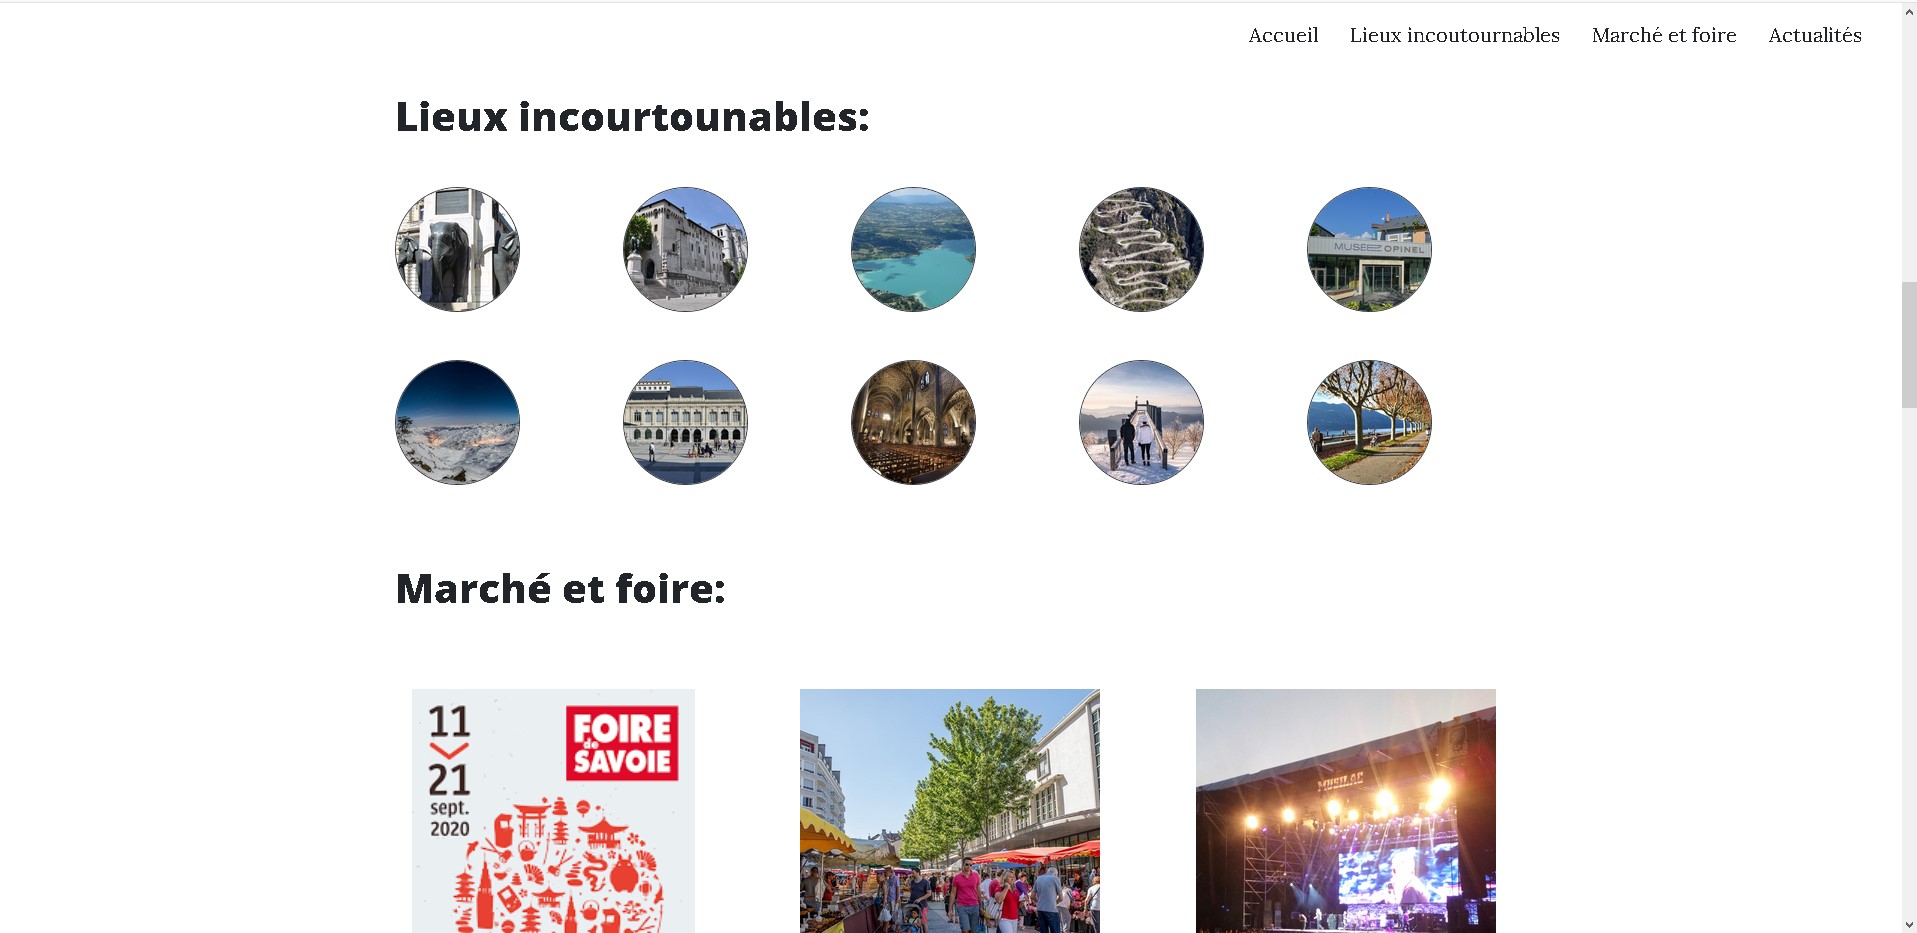 Accueil Lieux incoutournables Marché et foire Actualités
Lieux incourtounables:
MUSEE OPINEL
Marché et foire:
11
21
sept.
2020
FOIRE
de
SAVOIE
MUSILAC